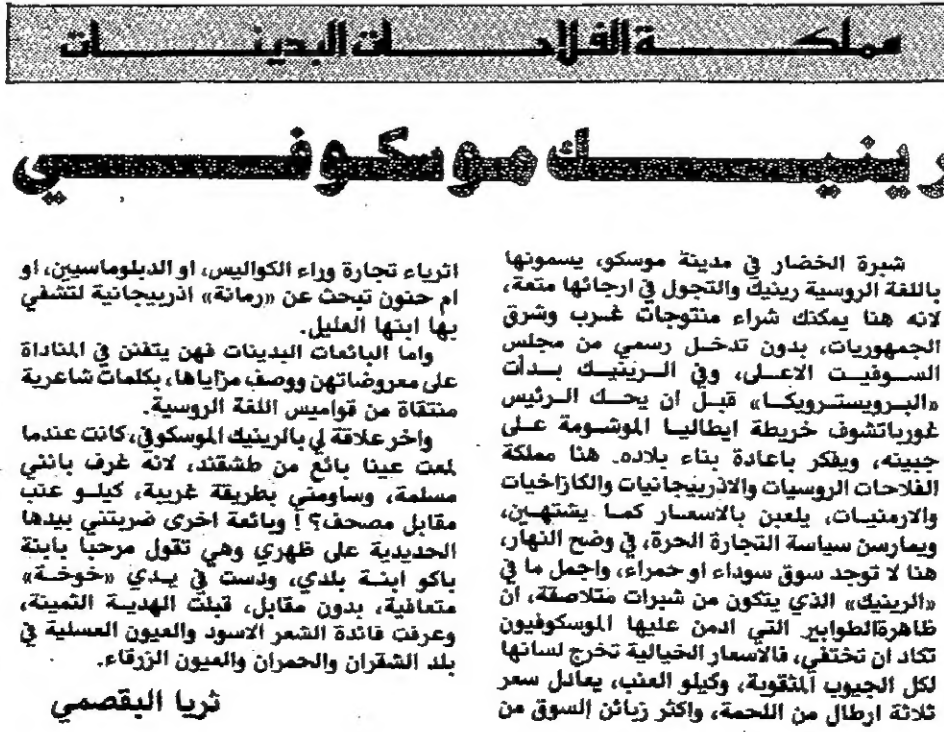 مملكة الفلاحات البدينات
رينيك موسكوفي
شبرة الخضار في مدينة موسكو، يسمونها
باللغة الروسية رينيك والتجول في ارجائها متعة،
لانه هنا يمكنك شراء منتوجات غرب وشرق
الجمهوريات، بدون تدخل رسمي من مجلس
السوفيت الاعلى، وفي الرينيك بدأت
«البرويسترويكا» قبل ان يحك الرئيس
غورباتشوف خريطة ايطاليا الموشومة على
جبينه، ويفكر باعادة بناء بلاده. هنا مملكة
الفلاحات الروسيات والاذربيجانيات والكازاخيات
والارمنيات، يلعبن بالاسعار كما يشتهين،
ويمارسن سياسة التجارة الحرة، في وضح النهار،
هنا لا توجد سوق سوداء او حمراء، واجمل ما في
«الرينيك» الذي يتكون من شبرات متلاصقة، ان
ظاهرةالطوابير التي ادمن عليها الموسكوفيون
تكاد ان تختفي، فالأسعار الخيالية تخرج لسانها
لكل الجيوب المثقوبة، وكيلو العنب، يعادل سعر
ثلاثة ارطال من اللحمة، واكثر زبائن السوق من
اثرياء تجارة وراء الكواليس، او الدبلوماسيين، او
ام حنون تبحث عن «رمانة» اذربيجانية لتشفي
بها ابنها العليل.
واما البائعات البدينات فهن يتفنن في المناداة
على معروضاتهن ووصف مزاياها، بكلمات شاعرية
منتقاة من قواميس اللغة الروسية.
واخر علاقة لي بالرينيك الموسكوفي، كانت عندما
لمعت عينا بائع من طشقند، لانه عرف بانني
مسلمة، وساومني بطريقة غريبة، كيلو عنب
مقابل مصحف؟ ! وبائعة اخرى ضربتني بيدها
الحديدية على ظهري وهي تقول مرحبا بابنة
باكو ابنة بلدي، ودست في يدي «خوخة»
متعافية، بدون مقابل، قبلت الهدية الثمينة،
وعرفت فائدة الشعر الاسود والعيون العسلية في
بلد الشقران والحمران والعيون الزرقاء.
ثريا البقصمي